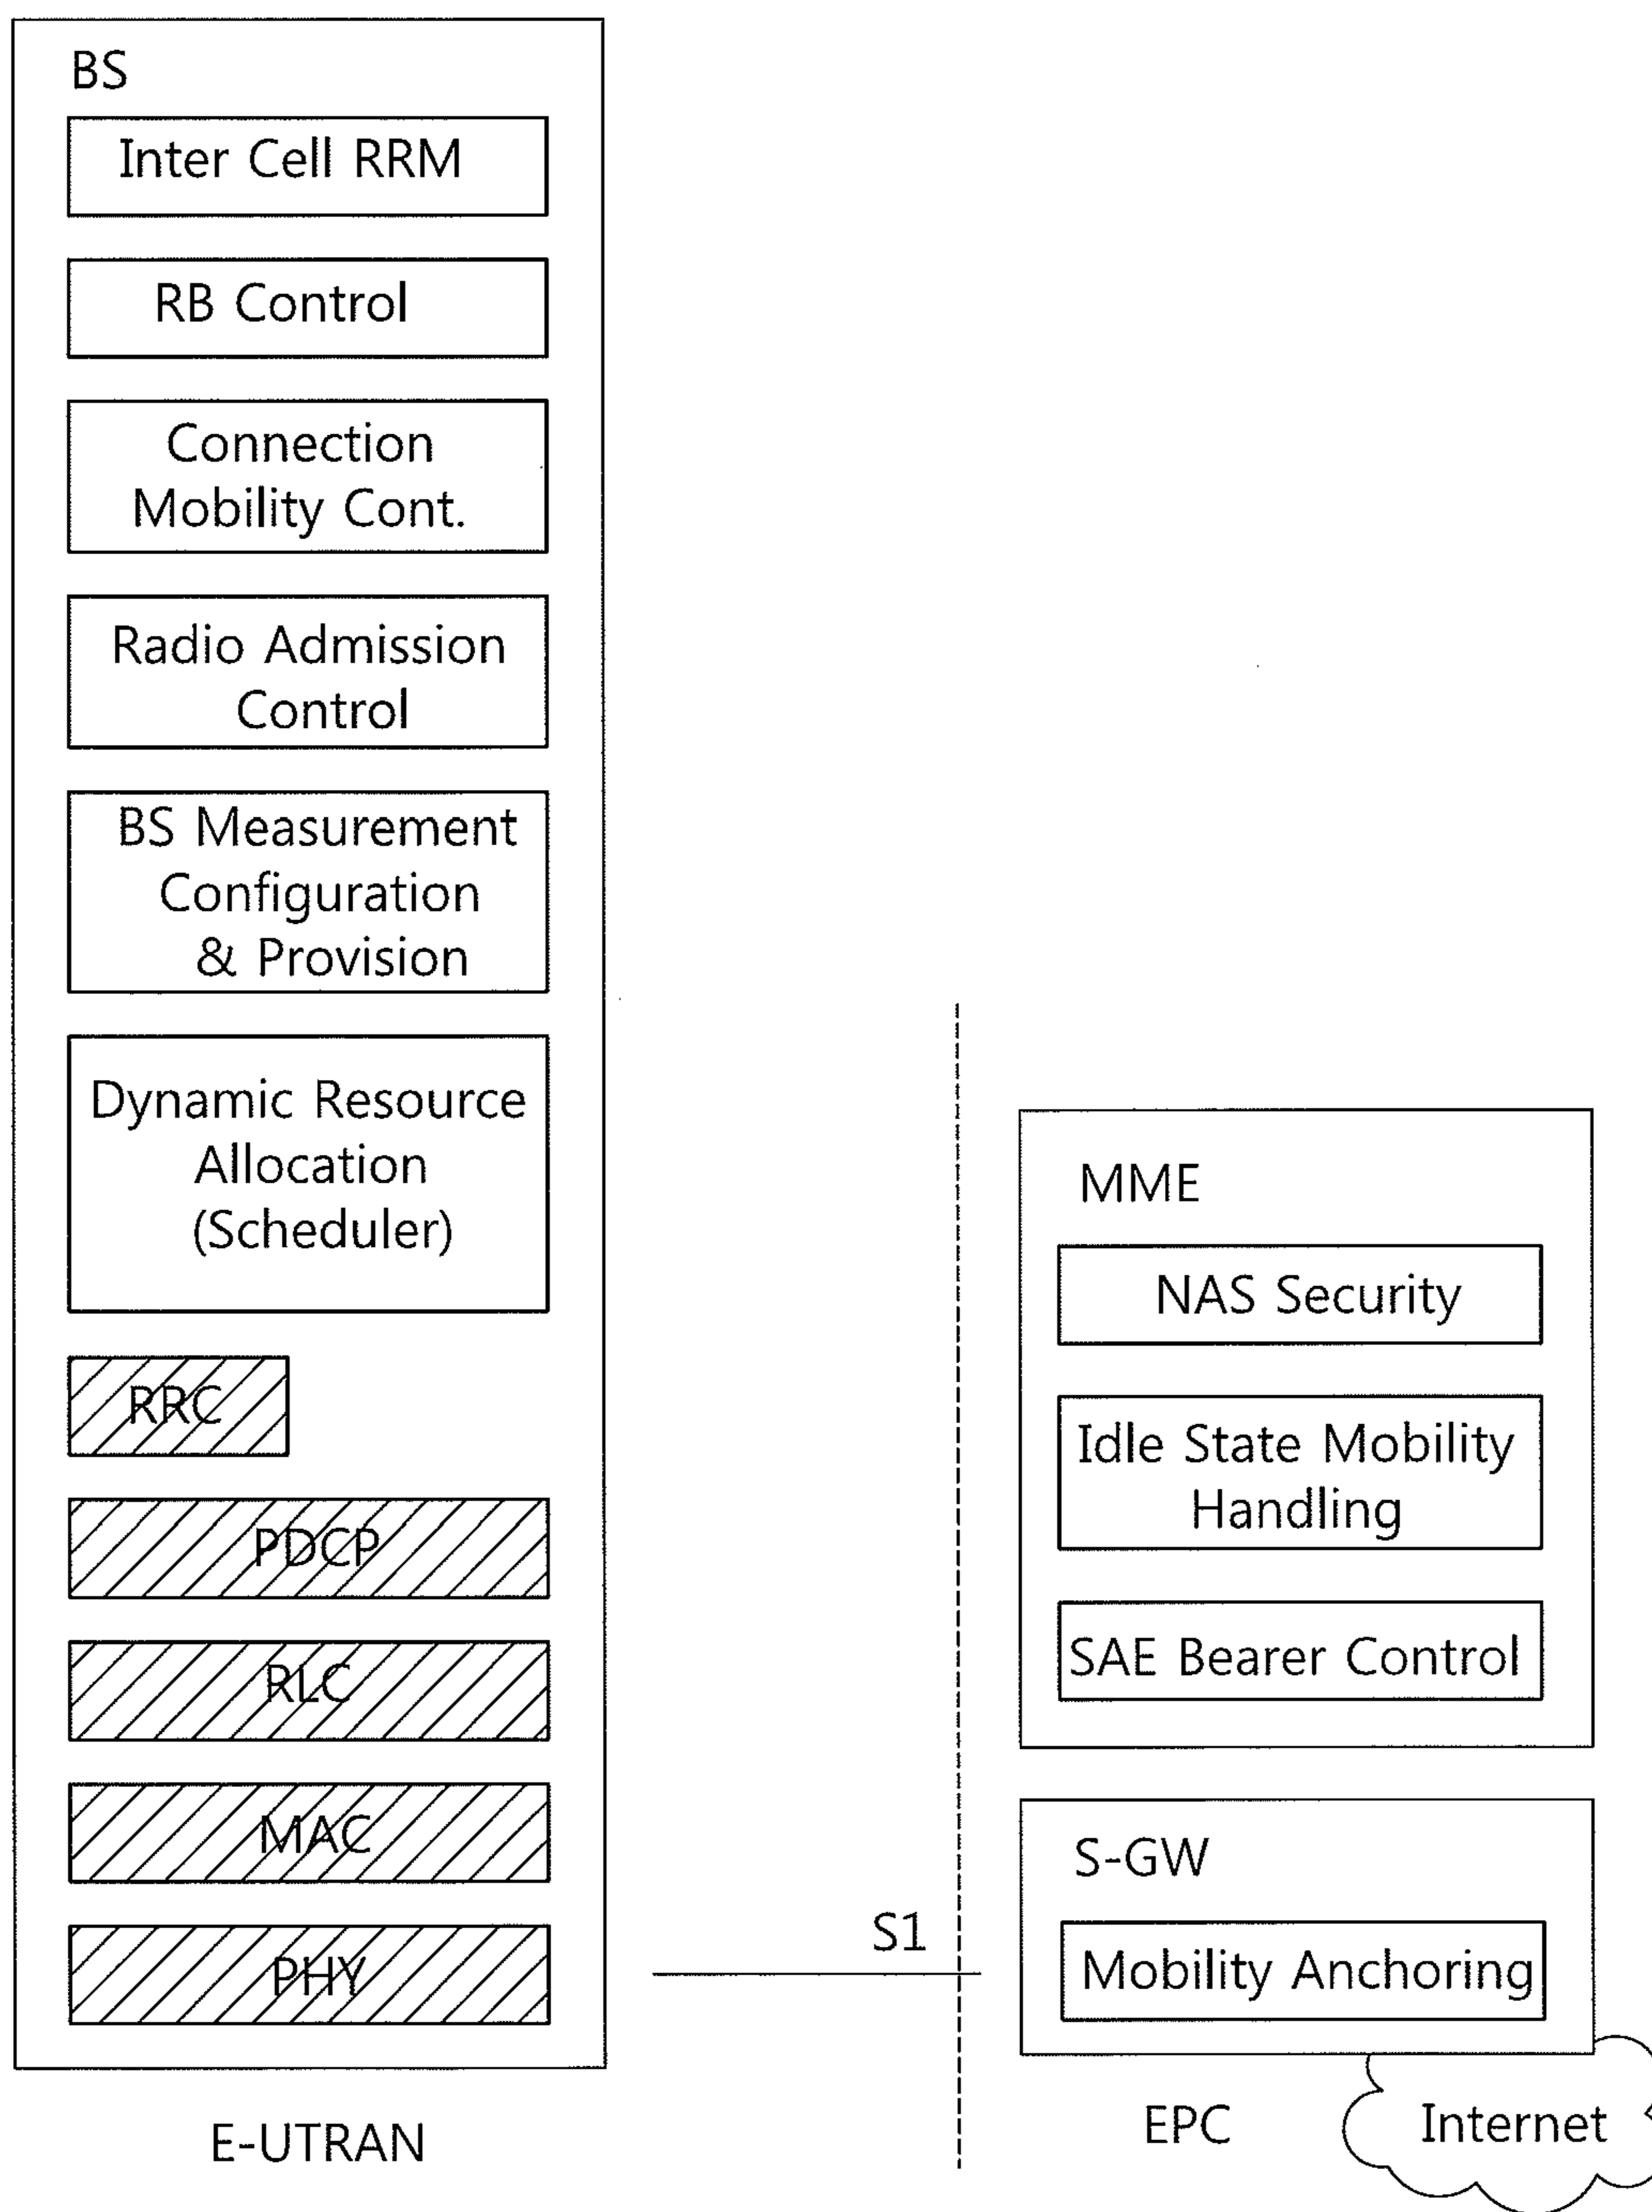 BS
Inter Cell RRM
RB Control
Connection
Mobility Cont.
Radio Admission
Control
BS Measurement
Configuration
& Provision
Dynamic Resource
Allocation
(Scheduler)
RRC
PDCP
RLC
MAC
PHY
E-UTRAN
S1
MME
NAS Security
Idle State Mobility
Handling
SAE Bearer Control
S-GW
Mobility Anchoring
EPC
Internet